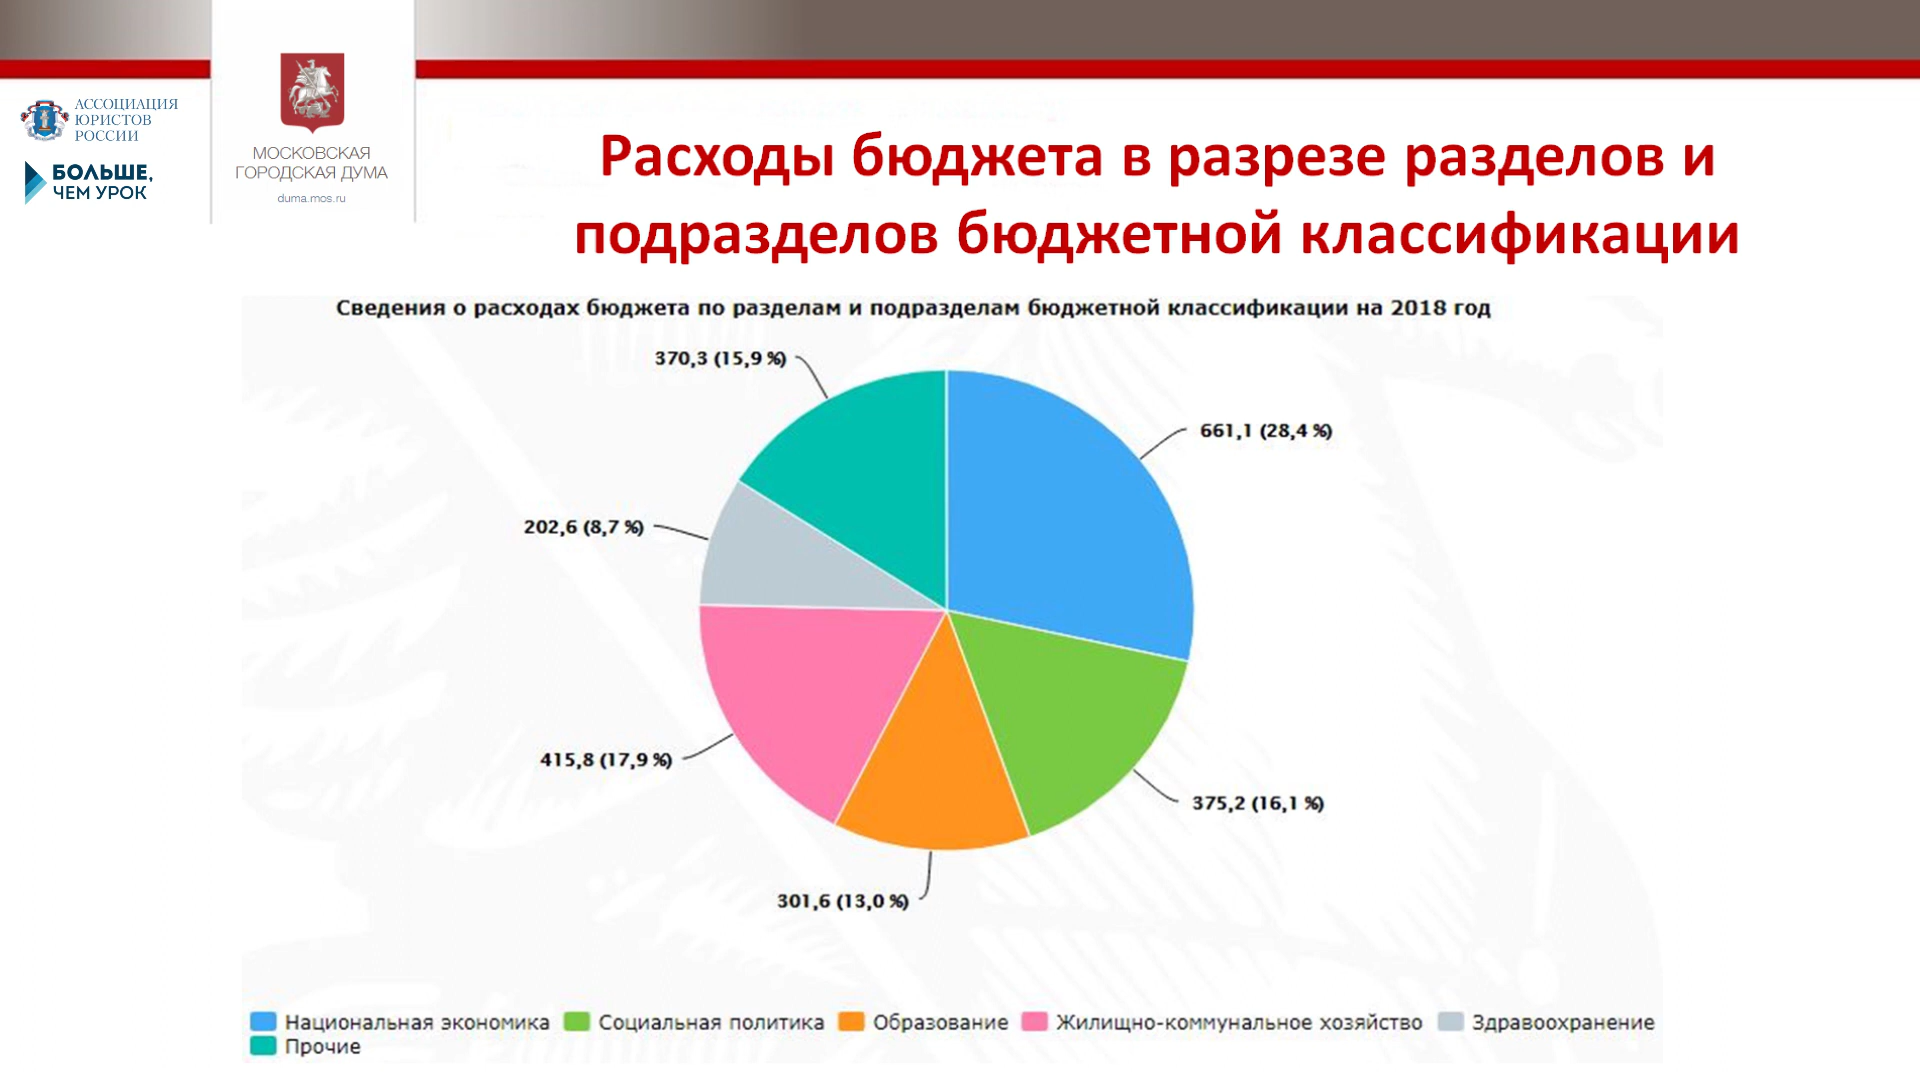 АССОЦИАЦИЯ
ЮРИСТОВ
РОССИИ
БОЛЬШЕ,
ЧЕМ УРОК
МОСКОВСКАЯ
ГОРОДСКАЯ ДУМА
duma.mos.ru
Расходы бюджета в разрезе разделов и
подразделов бюджетной классификации
Сведения о расходах бюджета по разделам и подразделам бюджетной классификации на 2018 год
370,3 (15,9 %)
661,1 (28,4 %)
202,6 (8,7 %)
415,8 (17,9 %)
375,2 (16,1 %)
301,6 (13,0 %)
Национальная экономика Социальная политика Образование Жилищно-коммунальное хозяйство Здравоохранение
Прочие